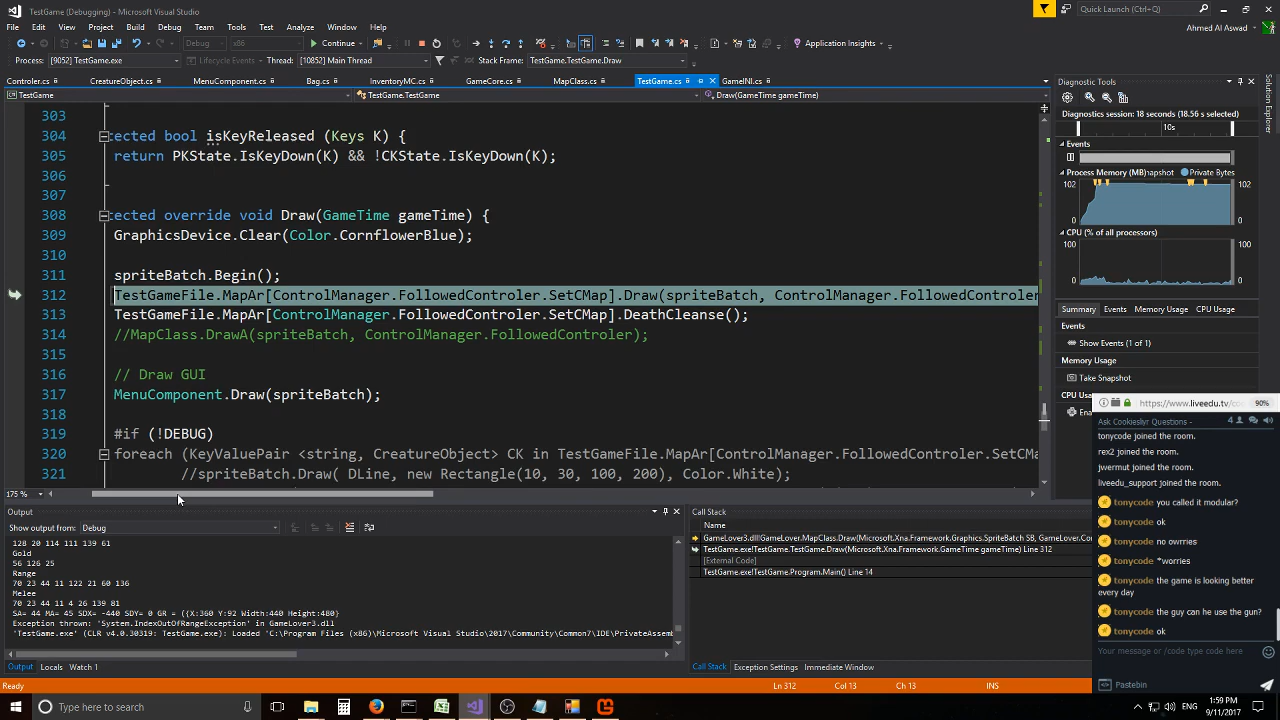 TestGame (Debugging) - Microsoft Visual Studio
Quick Launch (Ctrl+Q)
File Edit View Project Build Debug Team Tools Test Analyze Window Help
Ahmed Al Aswad
Debug x86 Continue Application Insights
Process: [9052] TestGame.exe Lifecycle Events Thread: [10852] Main Thread Stack Frame: TestGame.TestGame.Draw
Controler.cs CreatureObject.cs MenuComponent.cs Bag.cs InventoryMC.cs GameCore.cs MapClass.cs TestGame.cs GameINI.cs
TestGame TestGame.TestGame Draw(GameTime gameTime)
303
304 :ected bool isKeyReleased (Keys K) {
305 return PKState.IsKeyDown(K) && !CKState.IsKeyDown(K);
306
307
308 :ected override void Draw(GameTime gameTime) {
309 GraphicsDevice.Clear(Color.CornflowerBlue);
310
311 spriteBatch.Begin();
312 TestGameFile.MapAr[ControlManager.FollowedControler.SetCMap].Draw(spriteBatch, ControlManager.FollowedControler
313 TestGameFile.MapAr[ControlManager.FollowedControler.SetCMap].DeathCleanse();
314 //MapClass.DrawA(spriteBatch, ControlManager.FollowedControler);
315
316 // Draw GUI
317 MenuComponent.Draw(spriteBatch);
318
319 #if (!DEBUG)
320 foreach (KeyValuePair <string, CreatureObject> CK in TestGameFile.MapAr[ControlManager.FollowedControler.SetCMa
321 //spriteBatch.Draw( DLine, new Rectangle(10, 30, 100, 200), Color.White);
175 %
Diagnostic Tools
Diagnostics session: 18 seconds (18.56 s selected)
10s
Events
Process Memory (MB) Snapshot Private Bytes
102 102
0 0
CPU (% of all processors)
100 100
0 0
Summary Events Memory Usage CPU Usage
Events
Show Events (1 of 1)
Memory Usage
Take Snapshot
CPU Usa
Ena
Solution Explorer
Output
Show output from: Debug
128 20 114 111 139 61
Gold
56 126 25
Range
70 23 44 11 122 21 60 136
Melee
70 23 44 11 4 26 139 81
SA= 44 MA= 45 SDX= -440 SDY= 0 GR = ({X:360 Y:92 Width:440 Height:480}
Exception thrown: 'System.IndexOutOfRangeException' in GameLover3.dll
'TestGame.exe' (CLR v4.0.30319: TestGame.exe): Loaded 'C:\Program Files (x86)\Microsoft Visual Studio\2017\Community\Common7\IDE\PrivateAssemb
Output Locals Watch 1
Call Stack
Name
GameLover3.dll!GameLover.MapClass.Draw(Microsoft.Xna.Framework.Graphics.SpriteBatch SB, GameLover.Con
TestGame.exe!TestGame.TestGame.Draw(Microsoft.Xna.Framework.GameTime gameTime) Line 312
[External Code]
TestGame.exe!TestGame.Program.Main() Line 14
Call Stack Exception Settings Immediate Window
https://www.liveedu.tv/co 90%
Ask Cookiesliyr Questions - 4
tonycode joined the room.
rex2 joined the room.
jvermut joined the room.
liveedu_support joined the room.
tonycode you called it modular?
tonycode ok
tonycode no owrries
tonycode *worries
tonycode the game is looking better
every day
tonycode the guy can he use the gun?
tonycode ok
Your message or /code type code here
Pastebin
Ready Ln 312 Col 13 Ch 13 INS
Type here to search
ENG
1:59 PM
9/11/2017